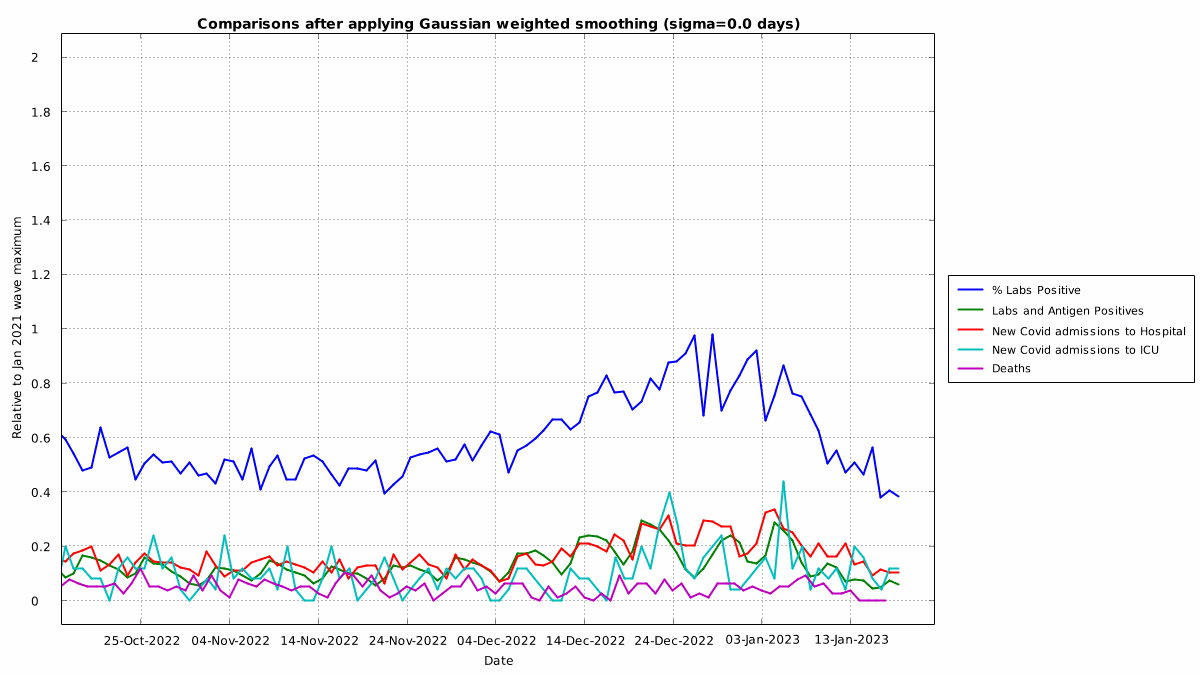 Comparisons after applying Gaussian weighted smoothing (sigma=0.0 days)
Relative to Jan 2021 wave maximum
2
1.8
1.6
1.4
1.2
1
0.8
0.6
0.4
0.2
0
25-Oct-2022 04-Nov-2022 14-Nov-2022 24-Nov-2022 04-Dec-2022 14-Dec-2022 24-Dec-2022 03-Jan-2023 13-Jan-2023
Date
% Labs Positive
Labs and Antigen Positives
New Covid admissions to Hospital
New Covid admissions to ICU
Deaths